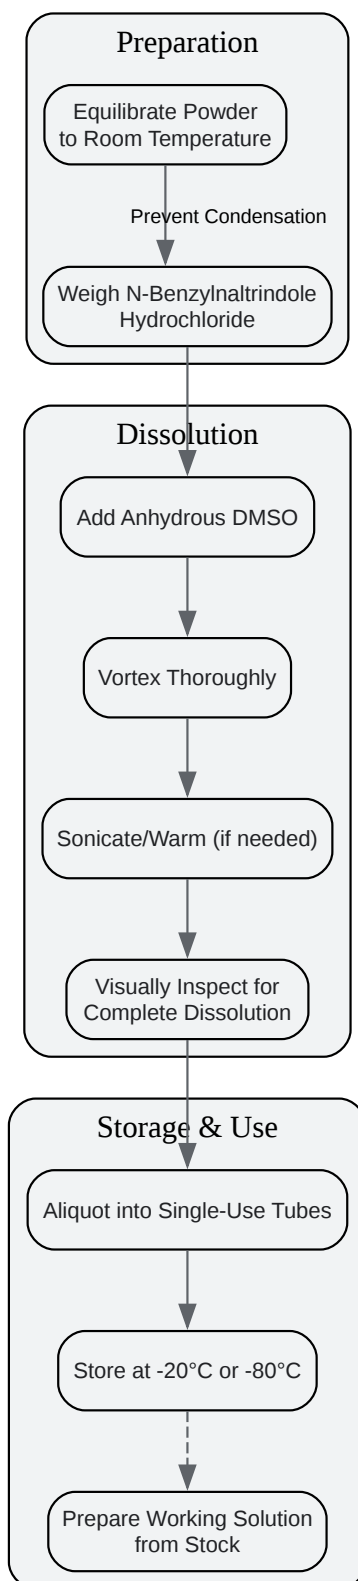 Preparation
Equilibrate Powder
to Room Temperature
Prevent Condensation
Weigh N-Benzylnaltrindole
Hydrochloride
Dissolution
Add Anhydrous DMSO
Vortex Thoroughly
Sonicate/Warm (if needed)
Visually Inspect for
Complete Dissolution
Storage & Use
Aliquot into Single-Use Tubes
Store at -20°C or -80°C
Prepare Working Solution
from Stock